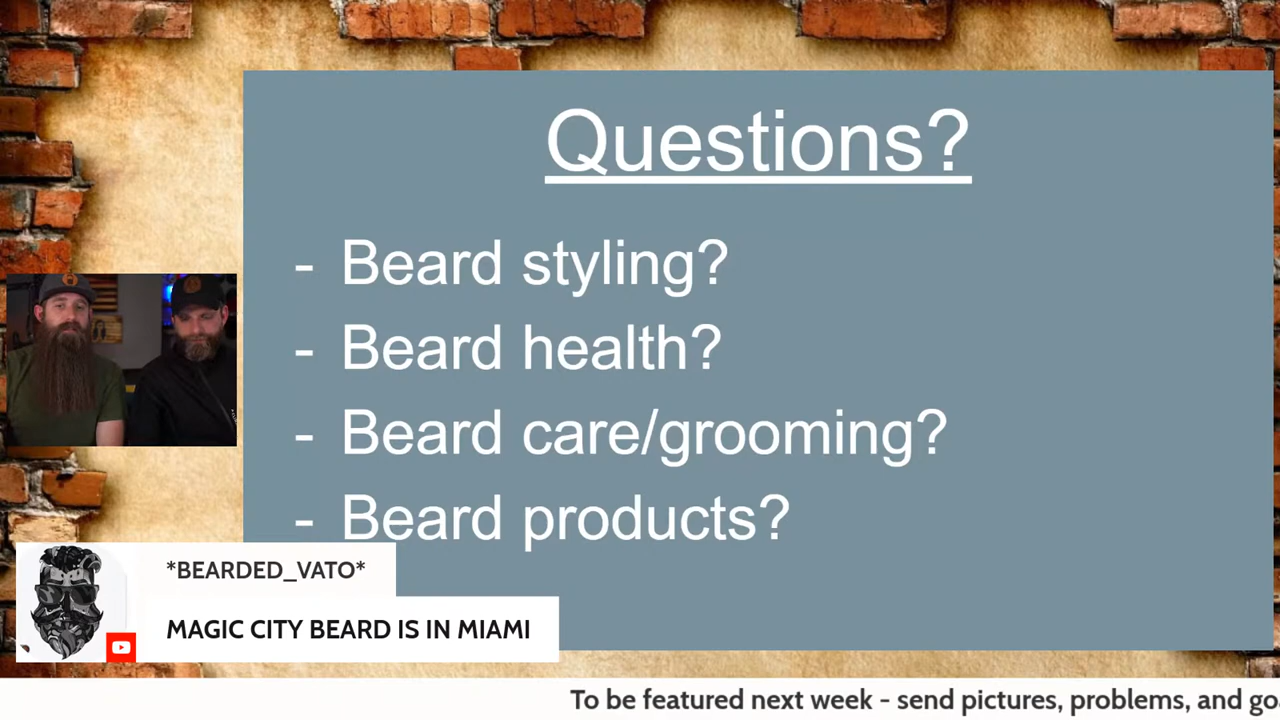 Questions?
- Beard styling?
- Beard health?
- Beard care/grooming?
- Beard products?
*BEARDED_VATO*
MAGIC CITY BEARD IS IN MIAMI
To be featured next week - send pictures, problems, and go